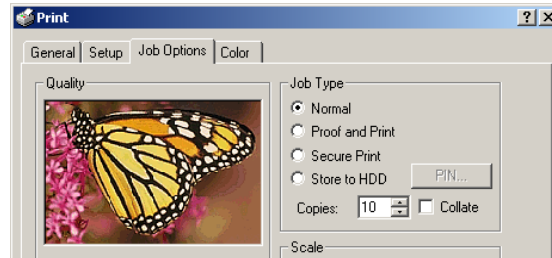 Print
General Setup Job Options Color
Quality
Job Type
Normal
Proof and Print
Secure Print
Store to HDD PIN...
Copies: 10 Collate
Scale